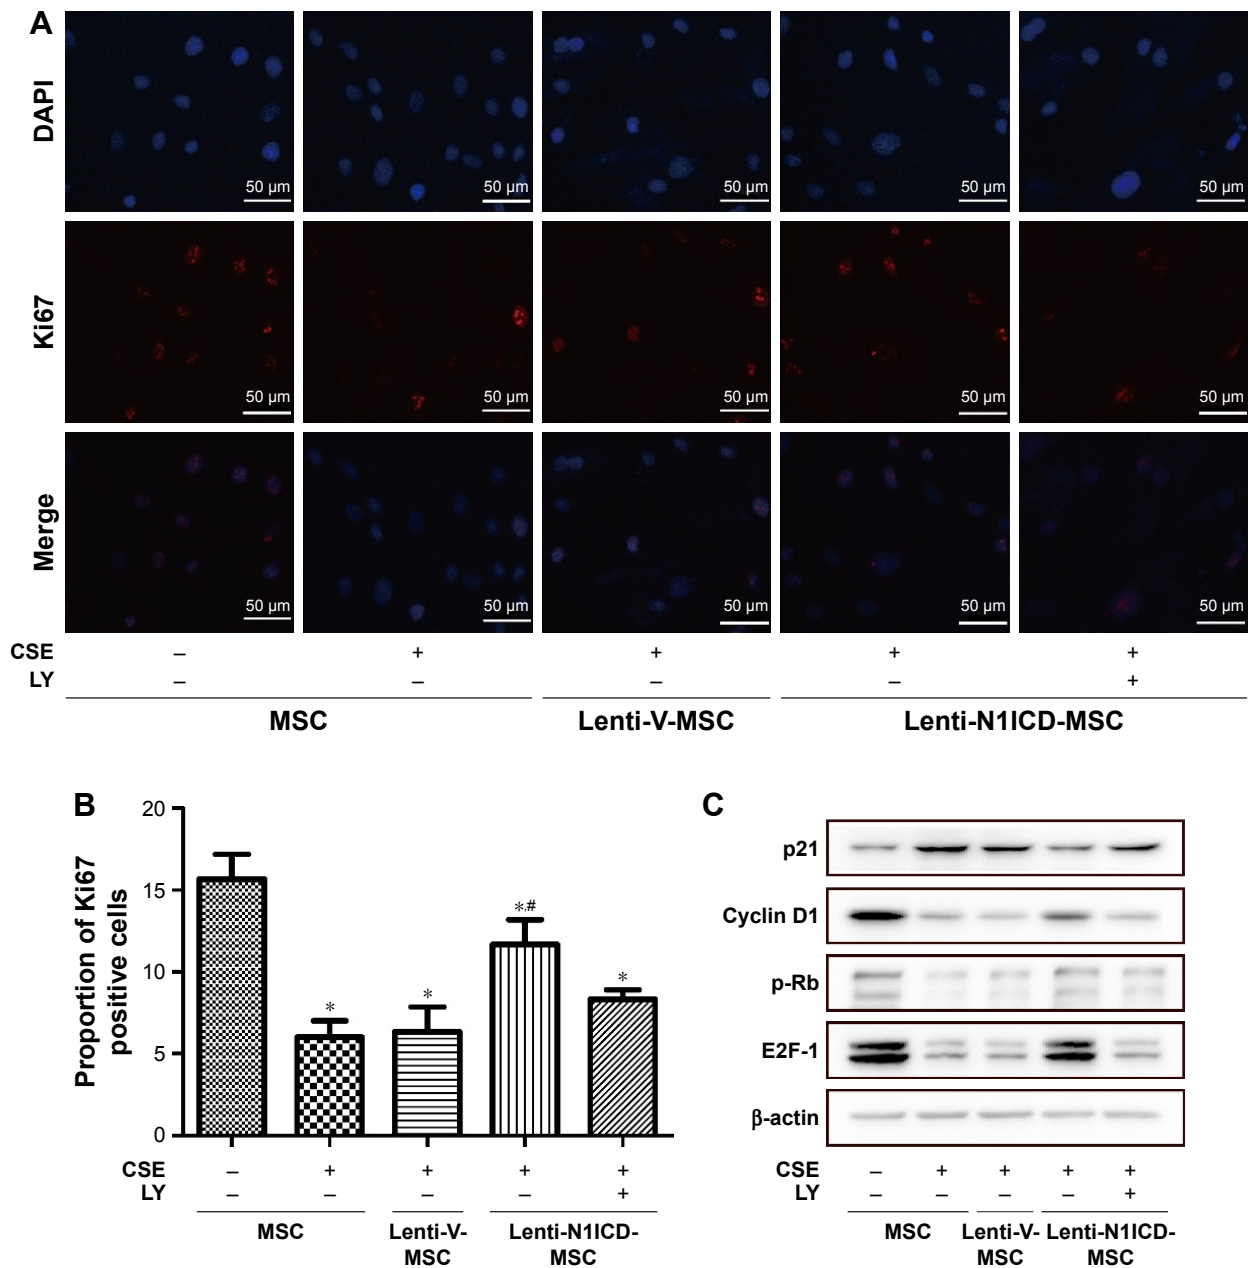 A
DAPI
50 µm
50 µm
50 µm
50 µm
50 µm
Ki67
50 µm
50 µm
50 µm
50 µm
50 µm
Merge
50 µm
50 µm
50 µm
50 µm
50 µm
CSE – + + + +
LY – – – – +
MSC Lenti-V-MSC Lenti-N1ICD-MSC
B
Proportion of Ki67
positive cells
20
15
10
5
0
*
*
*,#
*
CSE – + + + +
LY – – – – +
MSC Lenti-V- Lenti-N1ICD-
MSC MSC
C
p21
Cyclin D1
p-Rb
E2F-1
β-actin
CSE – + + + +
LY – – – – +
MSC Lenti-V- Lenti-N1ICD-
MSC MSC